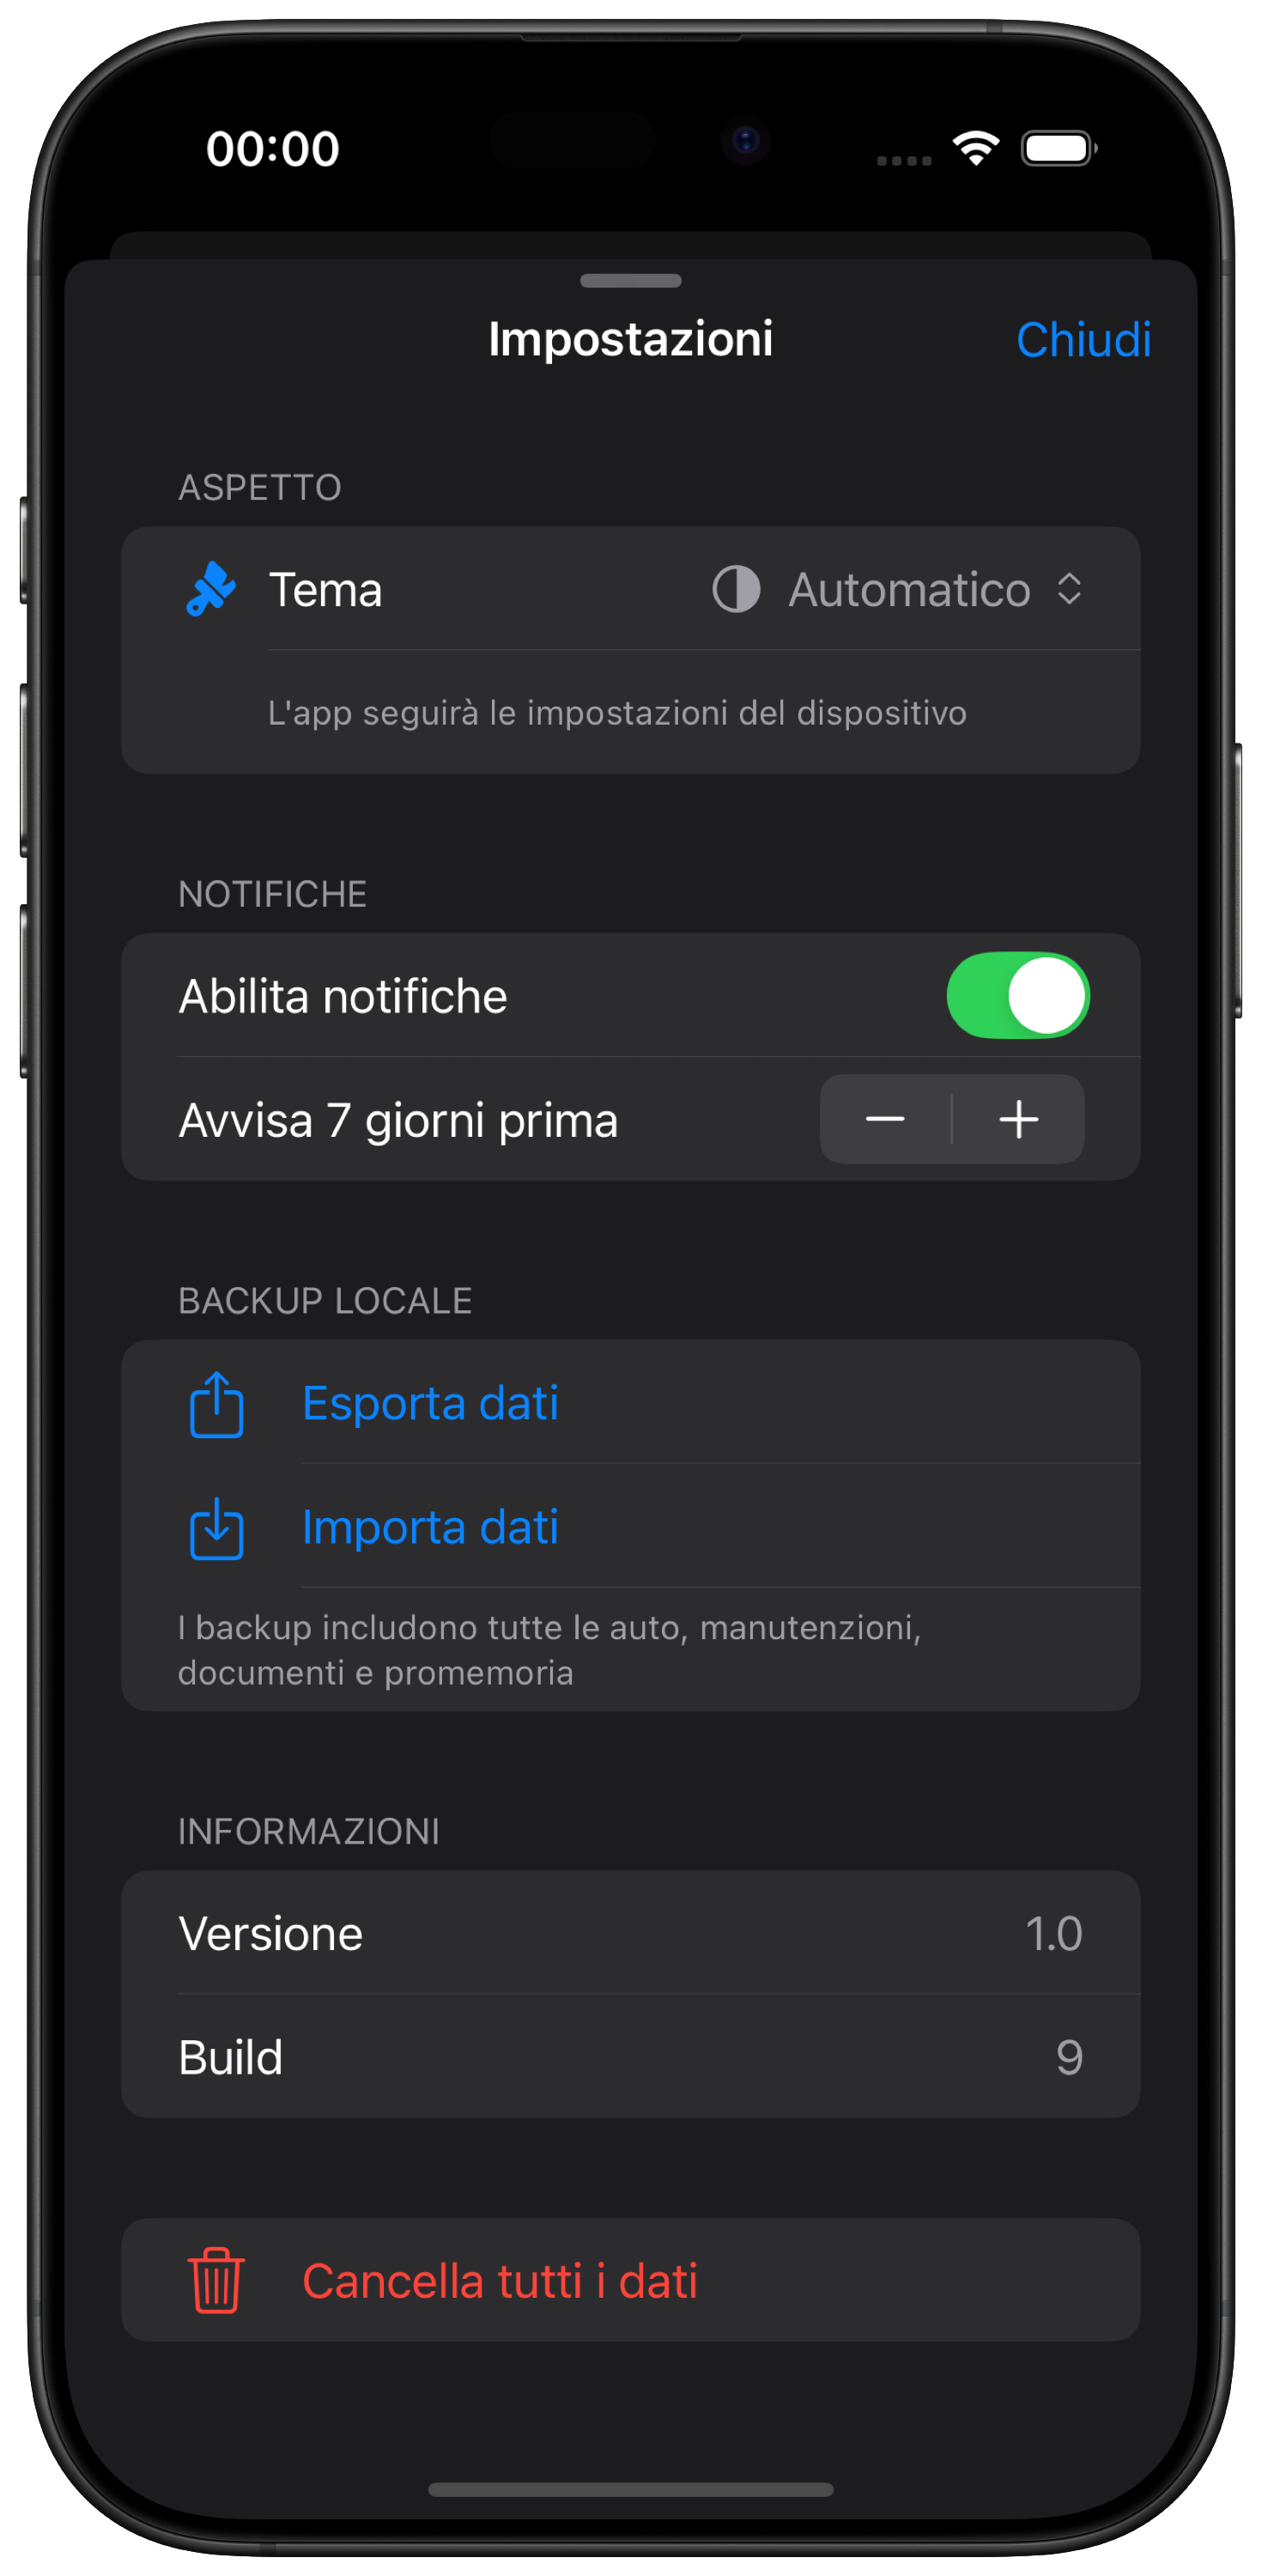 00:00
Impostazioni
Chiudi
ASPETTO
Tema
Automatico
L'app seguirà le impostazioni del dispositivo
NOTIFICHE
Abilita notifiche
Avvisa 7 giorni prima
BACKUP LOCALE
Esporta dati
Importa dati
I backup includono tutte le auto, manutenzioni,
documenti e promemoria
INFORMAZIONI
Versione
1.0
Build
9
Cancella tutti i dati